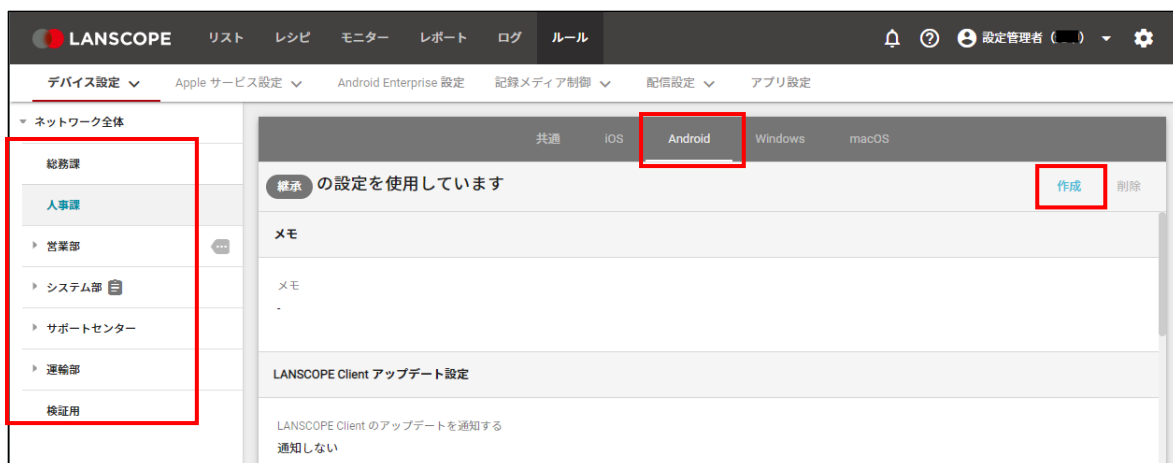 LANSCOPE リスト レシピ モニター レポート ログ ルール 設定管理者 ( )
デバイス設定 Apple サービス設定 Android Enterprise 設定 記録メディア制御 配信設定 アプリ設定
ネットワーク全体
総務課
人事課
営業部
システム部
サポートセンター
運輸部
検証用
共通 iOS Android Windows macOS
継承 の設定を使用しています 作成 削除
メモ
メモ
-
LANSCOPE Client アップデート設定
LANSCOPE Client のアップデートを通知する
通知しない